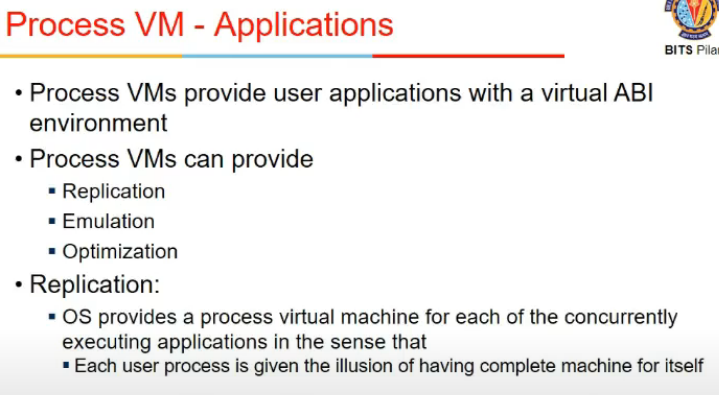 Process VM - Applications
BITS Pilan
• Process VMs provide user applications with a virtual ABI
environment
• Process VMs can provide
▪ Replication
▪ Emulation
▪ Optimization
• Replication:
▪ OS provides a process virtual machine for each of the concurrently
executing applications in the sense that
▪ Each user process is given the illusion of having complete machine for itself